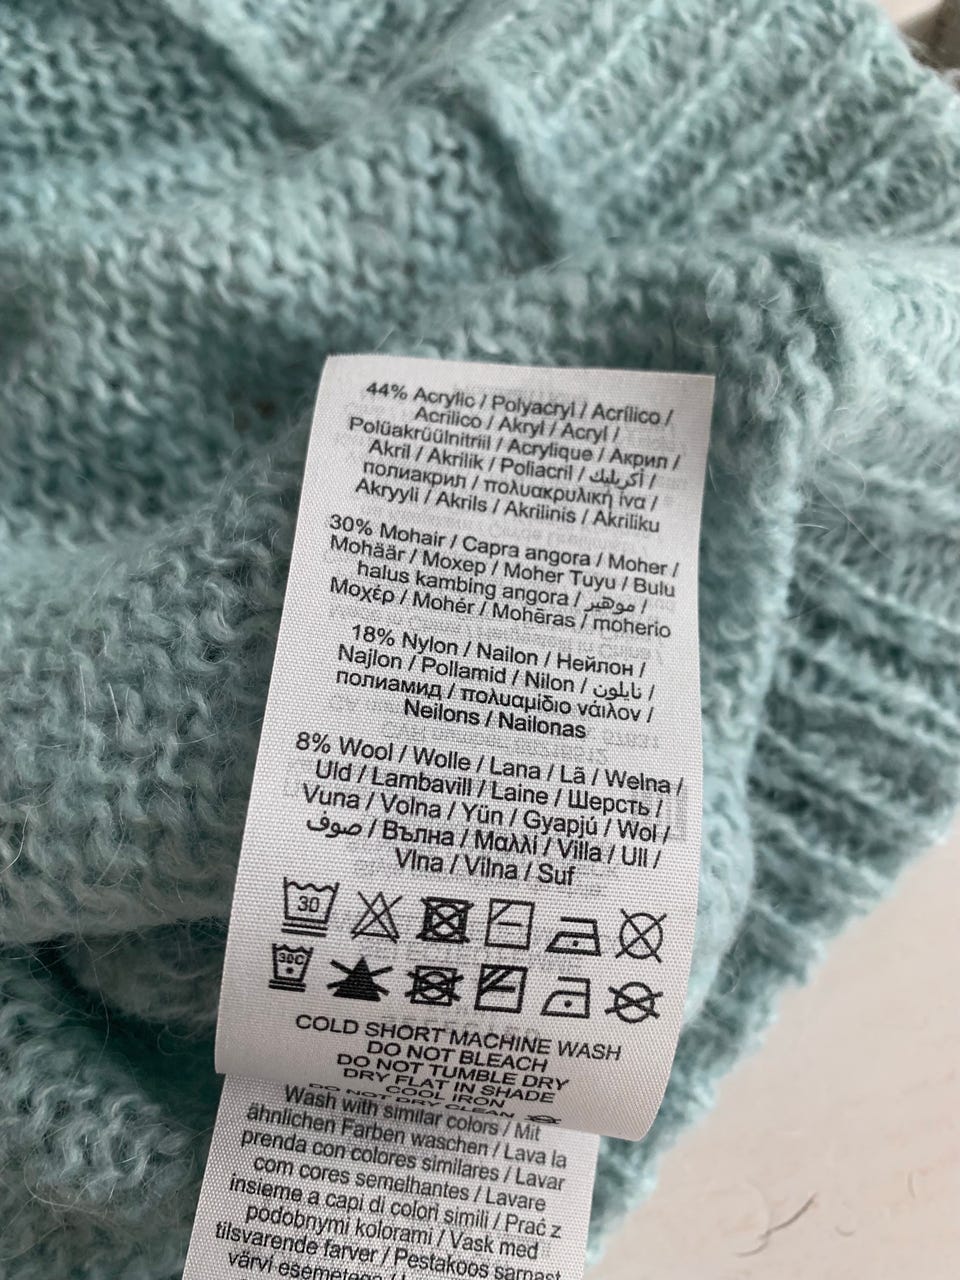 44% Acrylic / Polyacryl / Acrílico /
Acrilico / Akryl / Acryl /
Polüakrüülnitriil / Acrylique / Акрил /
Akril / Akrilik / Poliacril / أكريليك /
полиакрил / πολυακρυλική ίνα /
Akryyli / Akrils / Akrilinis / Akriliku
30% Mohair / Capra angora / Moher /
Mohäär / Мохер / Moher Tuyu / Bulu
halus kambing angora / موهير /
Μοχέρ / Mohér / Mohēras / moherio
18% Nylon / Nailon / Нейлон /
Najlon / Pollamid / Nilon / نايلون /
полиамид / πολυαμίδιο νάιλον /
Neilons / Nailonas
8% Wool / Wolle / Lana / Lã / Welna /
Uld / Lambavill / Laine / Шерсть /
Vuna / Volna / Yün / Gyapjú / Wol /
صوف / Вълна / Μαλλί / Villa / Ull /
Vlna / Vilna / Suf
30
30C
COLD SHORT MACHINE WASH
DO NOT BLEACH
DO NOT TUMBLE DRY
DRY FLAT IN SHADE
COOL IRON
DO NOT DRY CLEAN
Wash with similar colors / Mit
ähnlichen Farben waschen / Lava la
prenda con colores similares / Lavar
com cores semelhantes / Lavare
insieme a capi di colori simili / Prać z
podobnymi kolorami / Vask med
tilsvarende farver / Pestakoos sarnast
värvi esemetega /